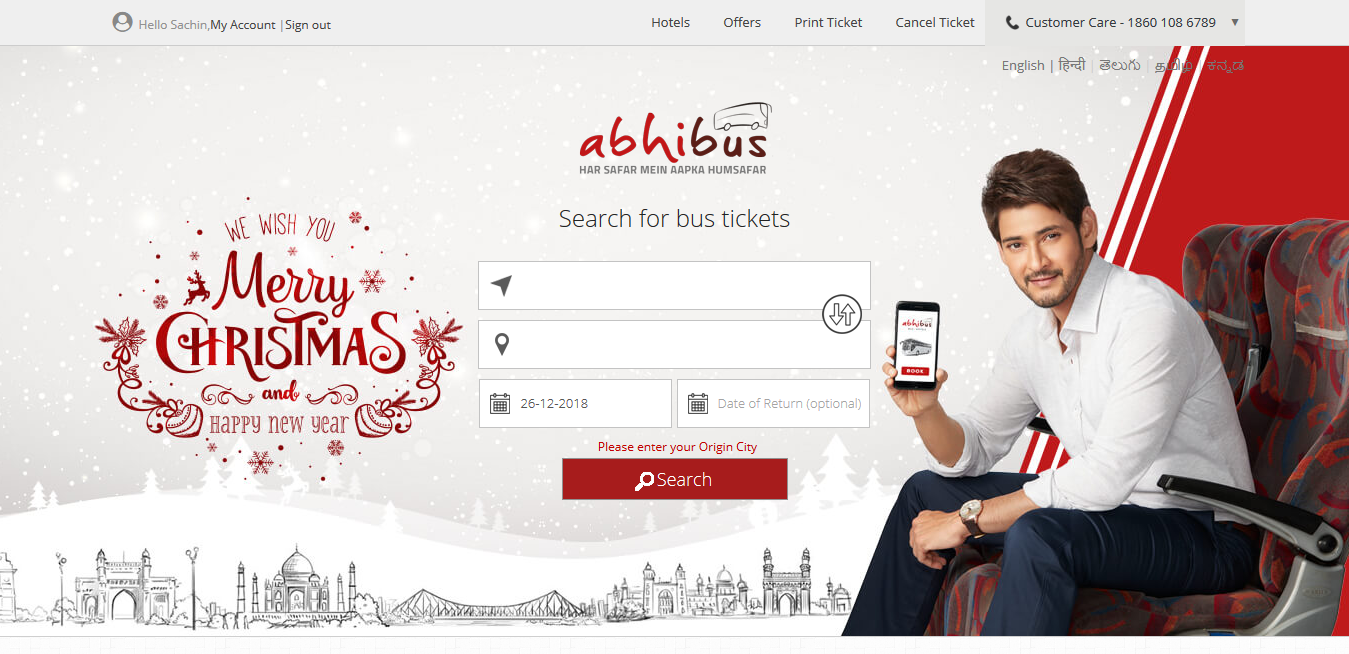 Hello Sachin,My Account |Sign out
Hotels
Offers
Print Ticket
Cancel Ticket
Customer Care - 1860 108 6789
English | हिन्दी | తెలుగు | தமிழ் | ಕನ್ನಡ
abhibus
HAR SAFAR MEIN AAPKA HUMSAFAR
Search for bus tickets
WE WISH YOU
Merry
CHRISTMAS
and
HAPPY new year
26-12-2018
Date of Return (optional)
Please enter your Origin City
Search
abhibus
BOOK